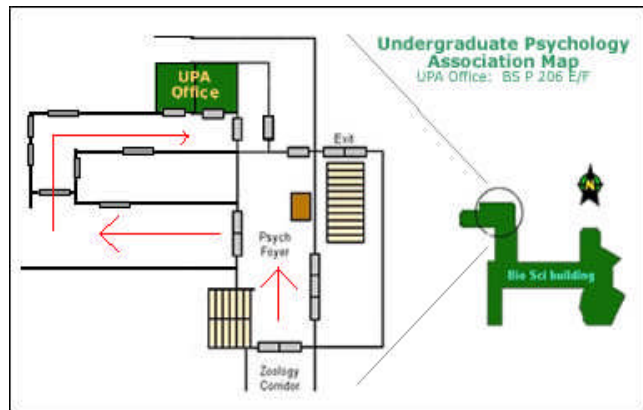 Undergraduate Psychology
Association Map
UPA Office: BS P 206 E/F
UPA
Office
Exit
N
Psych
Foyer
Bio Sci building
Zoology
Corridor